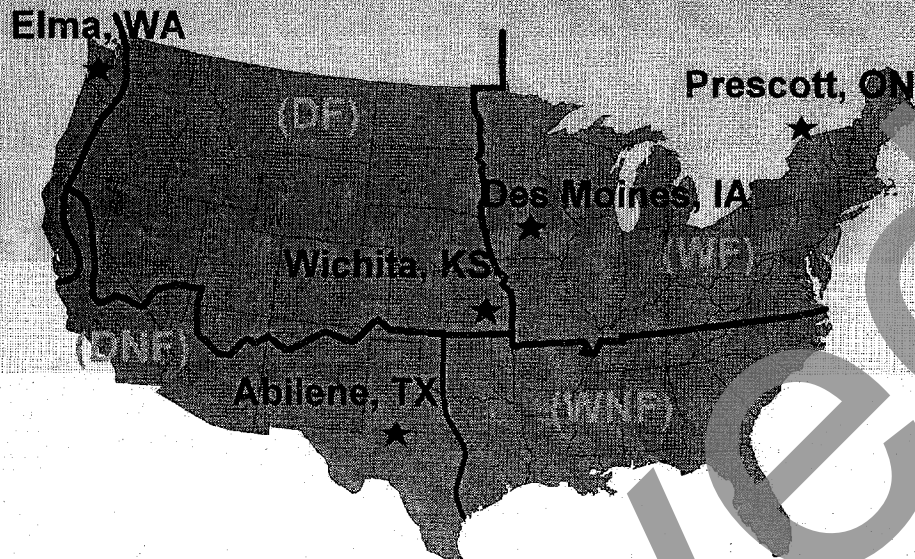 Elma, WA
Prescott, ON
(DF)
Des Moines, IA
(WF)
Wichita, KS
(DNF)
Abilene, TX
(WNF)